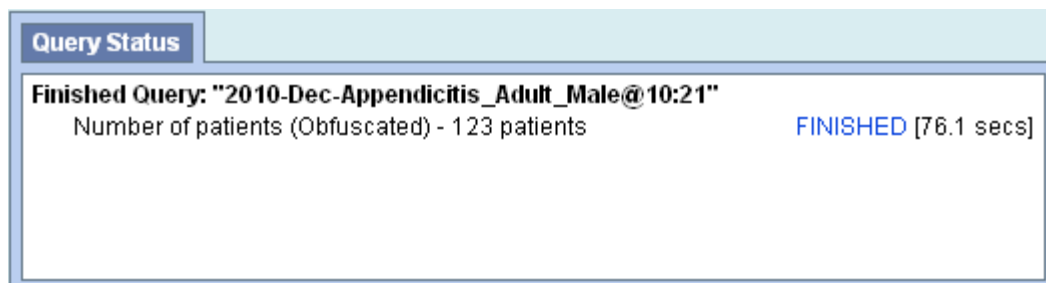 Query Status
Finished Query: "2010-Dec-Appendicitis_Adult_Male@10:21"
Number of patients (Obfuscated) - 123 patients FINISHED [76.1 secs]